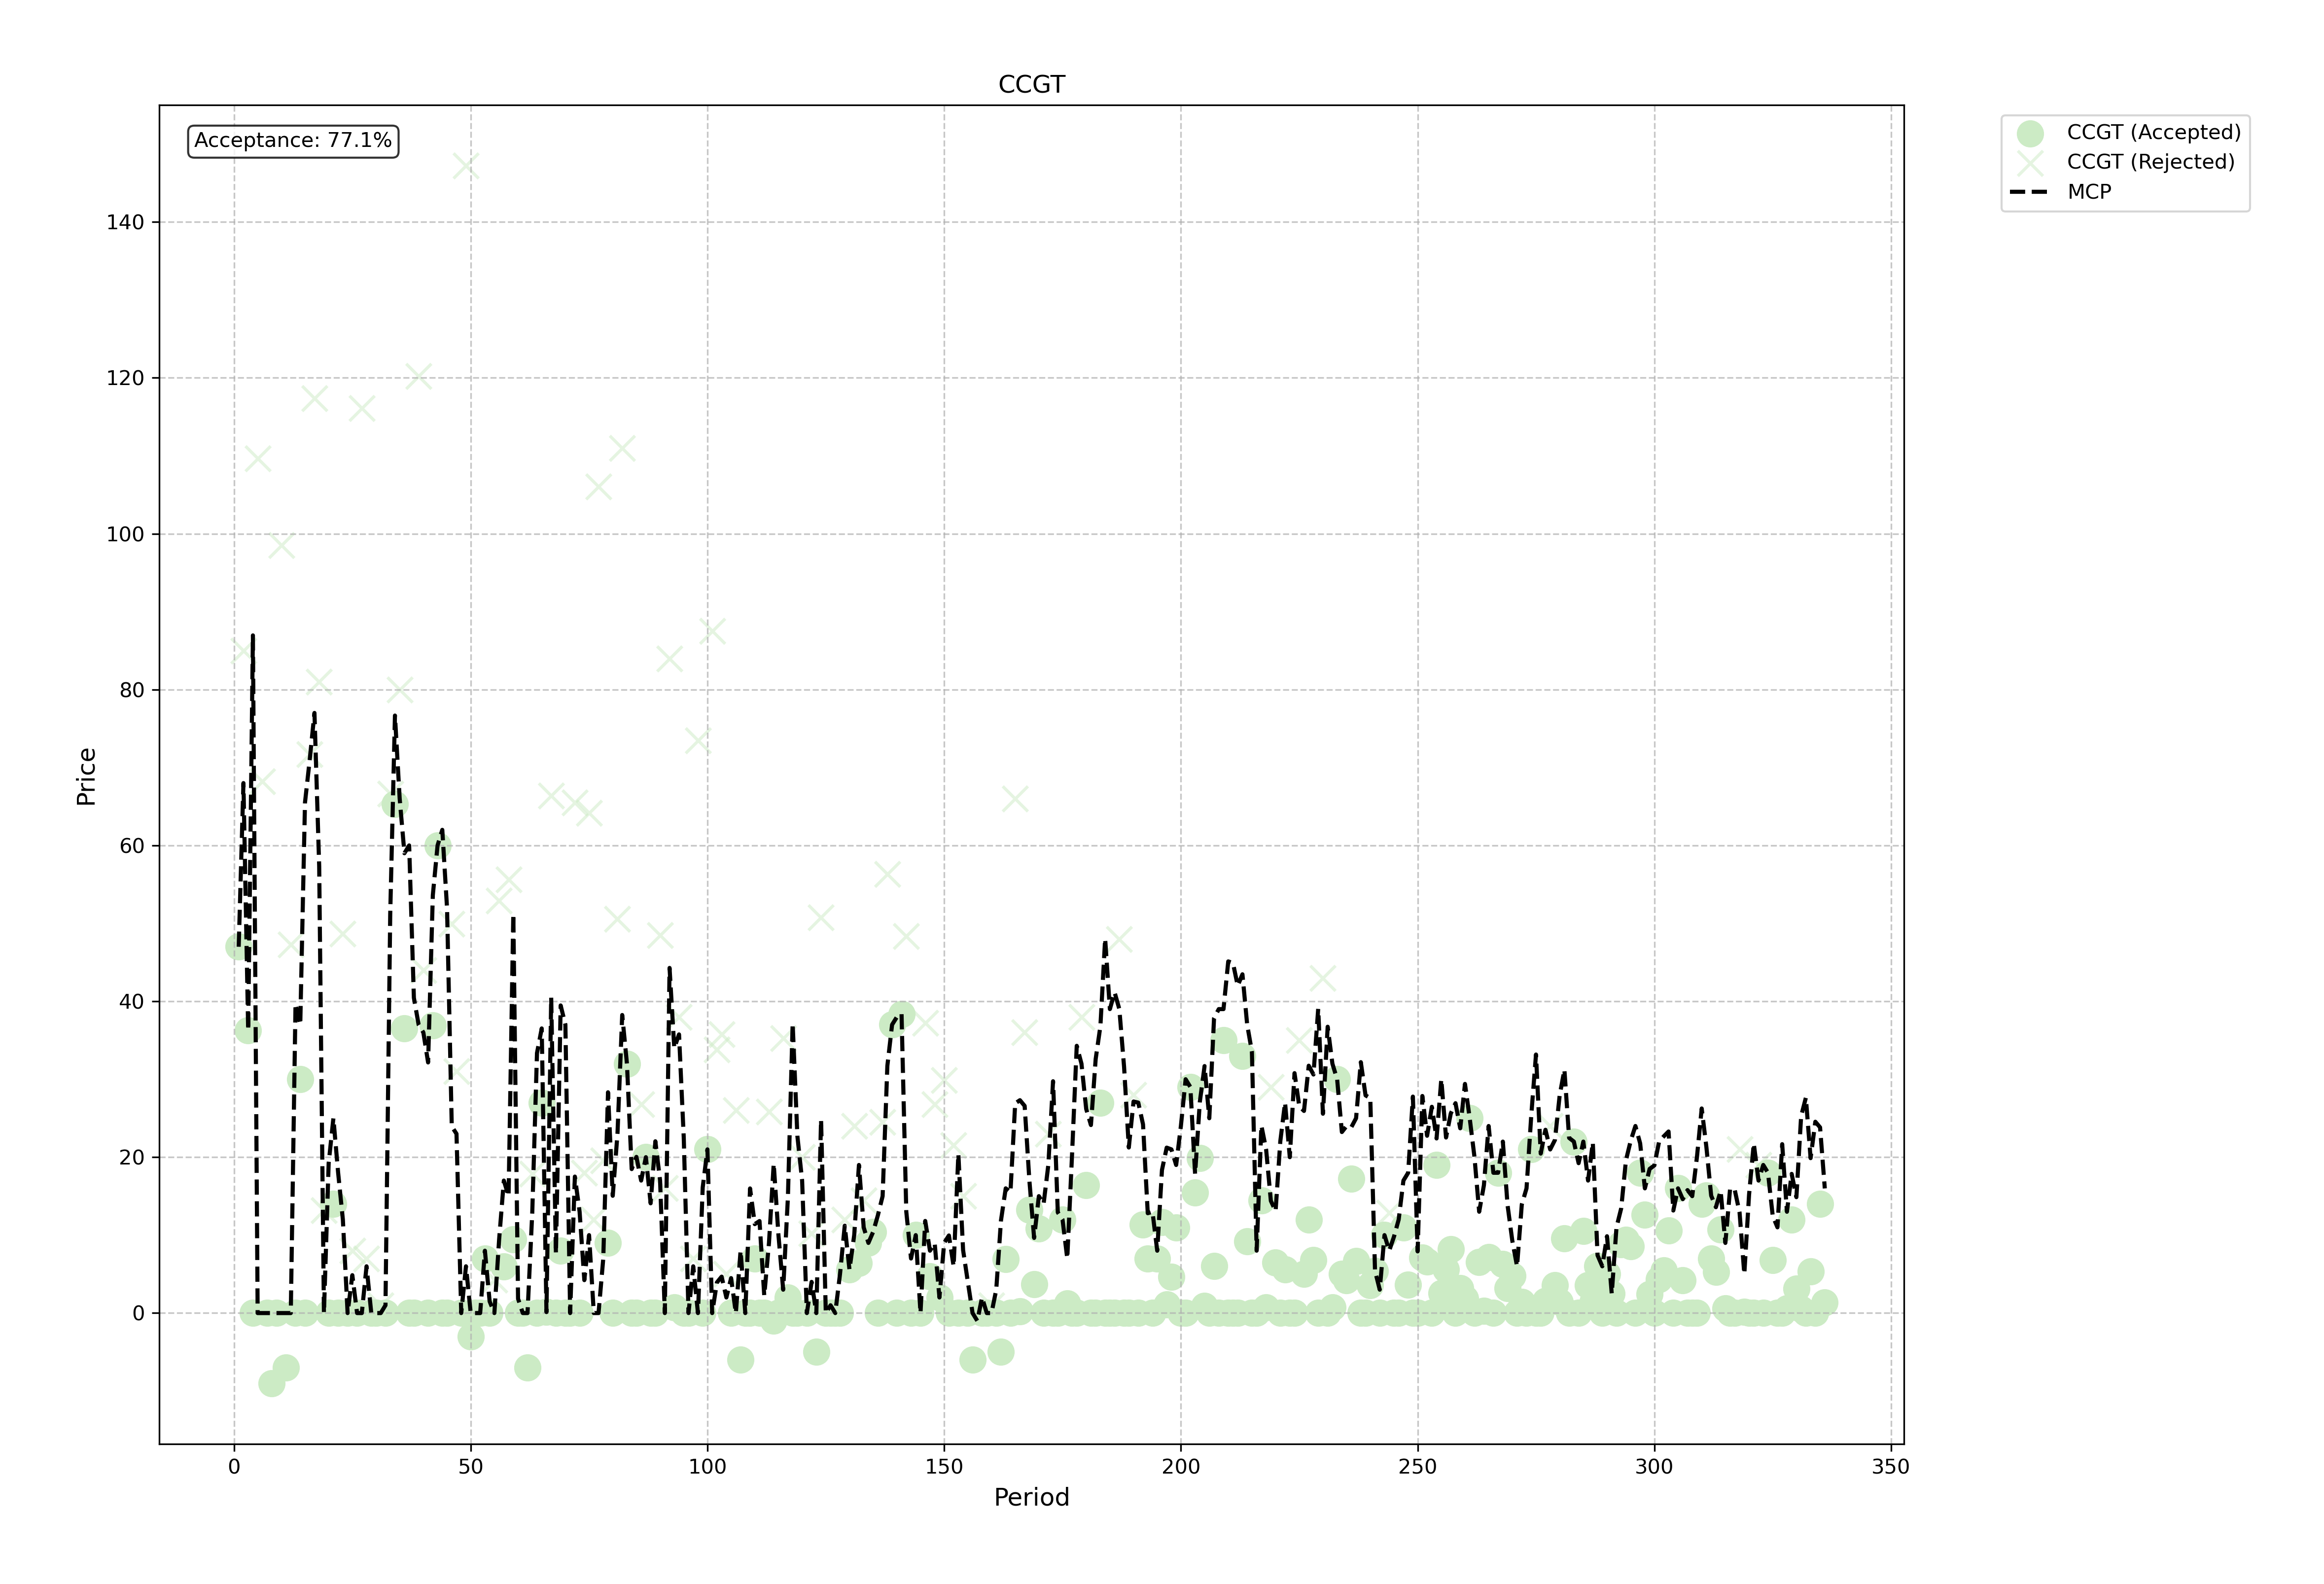 CCGT
Acceptance: 77.1%
CCGT (Accepted)
CCGT (Rejected)
MCP
140
120
100
80
60
40
20
0
Price
0 50 100 150 200 250 300 350
Period